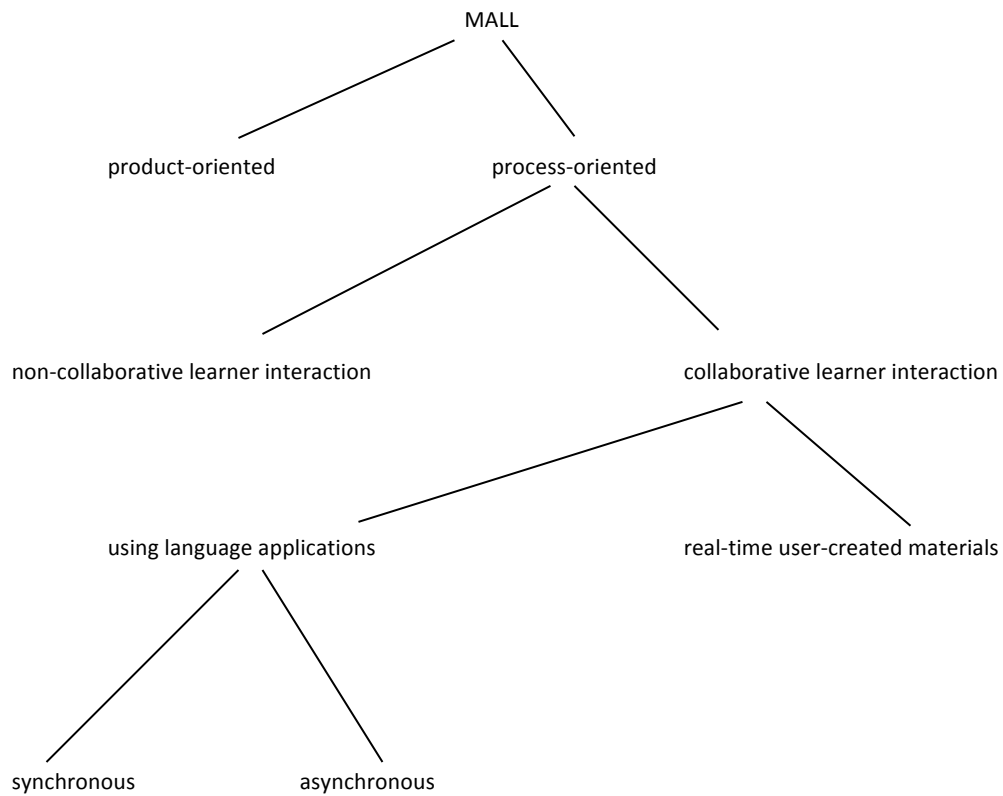 MALL
product-oriented
process-oriented
non-collaborative learner interaction
collaborative learner interaction
using language applications
real-time user-created materials
synchronous
asynchronous